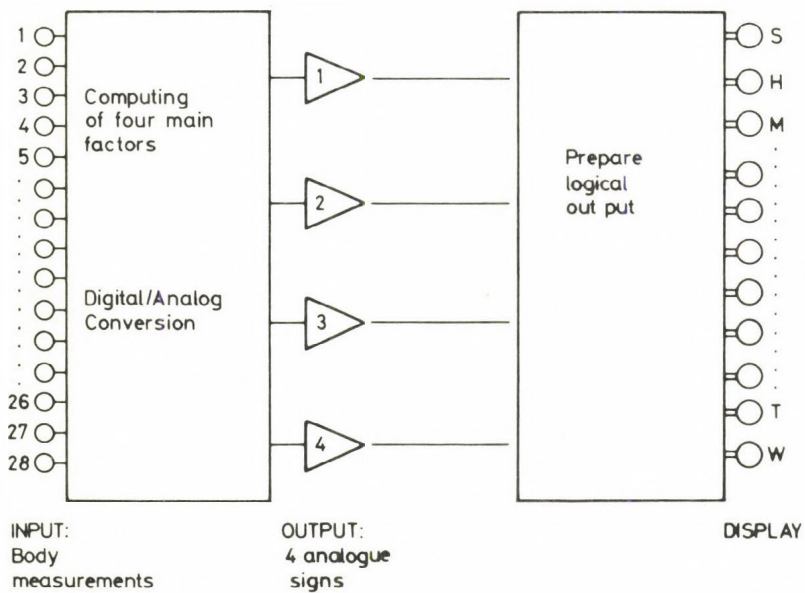 1
2
3
4
5
.
.
.
.
.
.
.
26
27
28
Computing
of four main
factors
Digital/Analog
Conversion
1
2
3
4
Prepare
logical
out put
S
H
M
T
W
INPUT:
Body
measurements
OUTPUT:
4 analogue
signs
DISPLAY